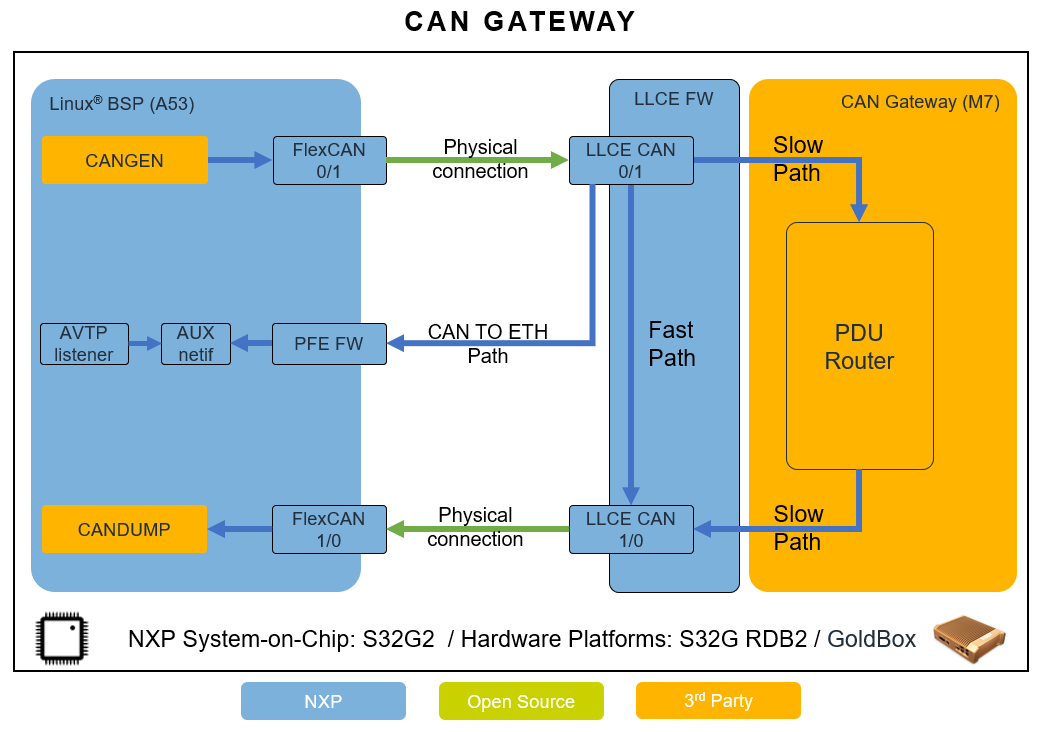 CAN GATEWAY
Linux® BSP (A53)
LLCE FW
CAN Gateway (M7)
CANGEN
FlexCAN
0/1
Physical
connection
LLCE CAN
0/1
Slow
Path
AVTP
listener
AUX
netif
PFE FW
CAN TO ETH
Path
Fast
Path
PDU
Router
CANDUMP
FlexCAN
1/0
Physical
connection
LLCE CAN
1/0
Slow
Path
NXP System-on-Chip: S32G2 / Hardware Platforms: S32G RDB2 / GoldBox
NXP
Open Source
3rd Party